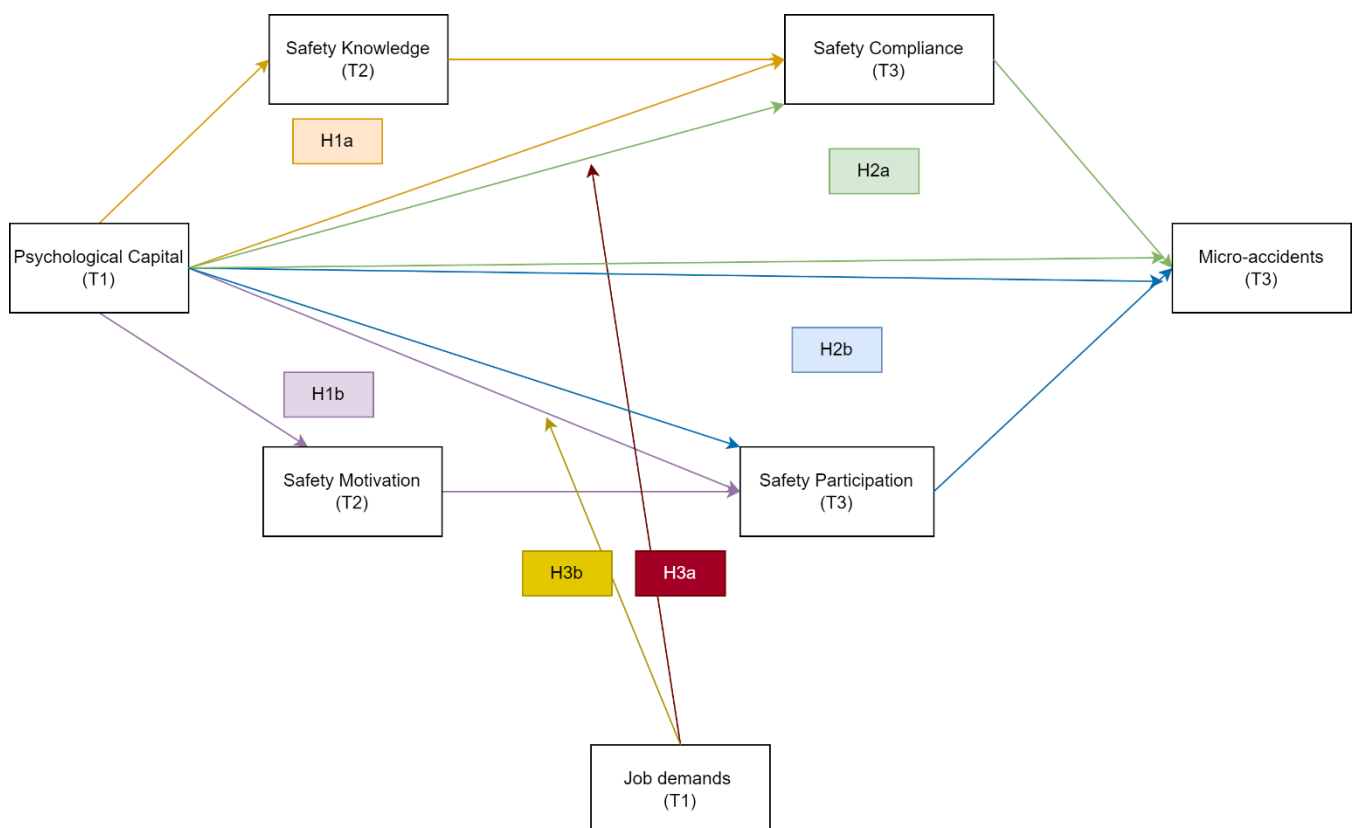 Safety Knowledge
(T2)
Safety Compliance
(T3)
H1a
H2a
Psychological Capital
(T1)
Micro-accidents
(T3)
H2b
H1b
Safety Motivation
(T2)
Safety Participation
(T3)
H3b
H3a
Job demands
(T1)